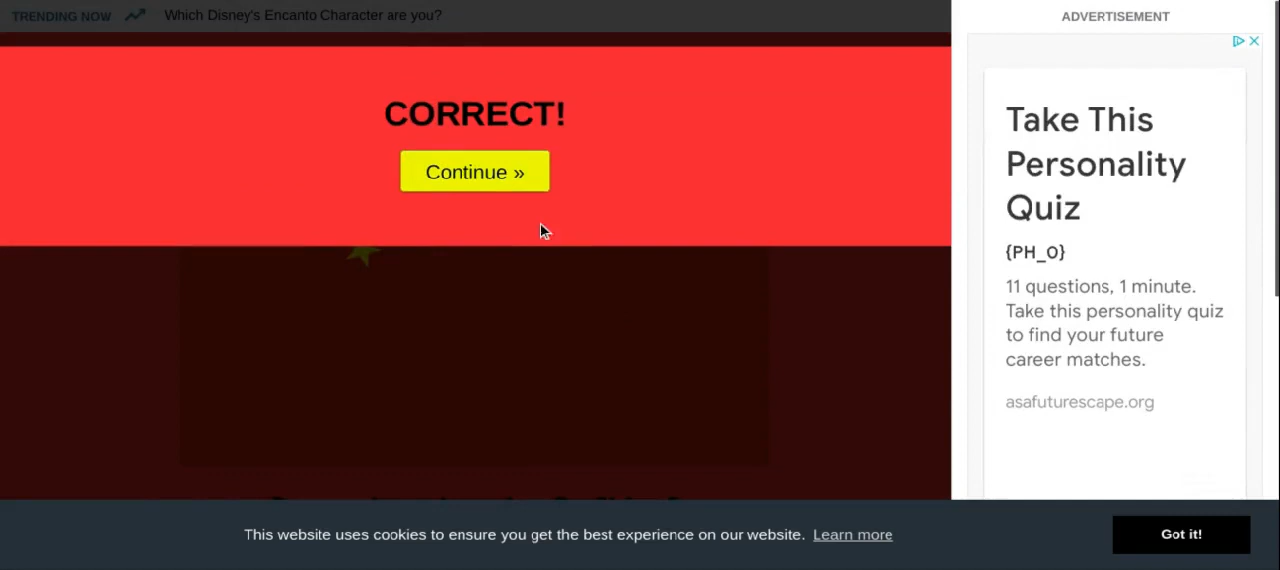 TRENDING NOW Which Disney's Encanto Character are you?
CORRECT!
Continue »
ADVERTISEMENT
Take This
Personality
Quiz
{PH_0}
11 questions, 1 minute.
Take this personality quiz
to find your future
career matches.
asafuturescape.org
This website uses cookies to ensure you get the best experience on our website. Learn more
Got it!